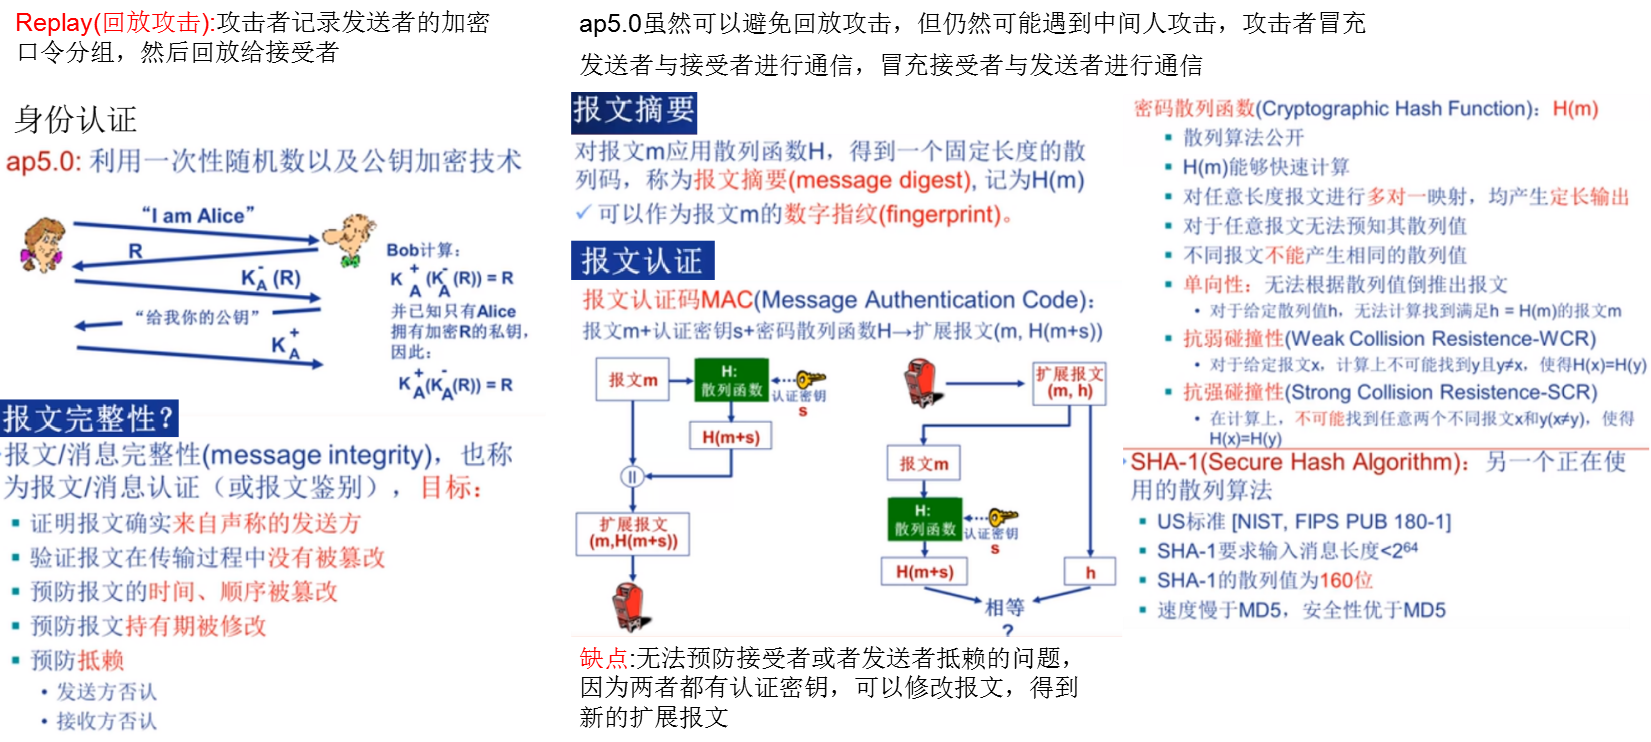 Replay(回放攻击):攻击者记录发送者的加密
口令分组，然后回放给接受者
身份认证
ap5.0: 利用一次性随机数以及公钥加密技术
“I am Alice”
R
K⁻A (R)
“给我你的公钥”
K⁺A
Bob计算：
K⁺A(K⁻A(R)) = R
并已知只有Alice
拥有加密R的私钥，
因此：
K⁺A(K⁻A(R)) = R
报文完整性？
报文/消息完整性(message integrity)，也称
为报文/消息认证（或报文鉴别），目标：
证明报文确实来自声称的发送方
验证报文在传输过程中没有被篡改
预防报文的时间、顺序被篡改
预防报文持有期被修改
预防抵赖
• 发送方否认
• 接收方否认
ap5.0虽然可以避免回放攻击，但仍然可能遇到中间人攻击，攻击者冒充
发送者与接受者进行通信，冒充接受者与发送者进行通信
报文摘要
对报文m应用散列函数H，得到一个固定长度的散
列码，称为报文摘要(message digest), 记为H(m)
✓ 可以作为报文m的数字指纹(fingerprint)。
报文认证
报文认证码MAC(Message Authentication Code)：
报文m+认证密钥s+密码散列函数H→扩展报文(m, H(m+s))
报文m
H:
散列函数
认证密钥
s
H(m+s)
||
扩展报文
(m,H(m+s))
扩展报文
(m, h)
报文m
H:
散列函数
认证密钥
s
H(m+s)
h
相等
?
缺点:无法预防接受者或者发送者抵赖的问题，
因为两者都有认证密钥，可以修改报文，得到
新的扩展报文
密码散列函数(Cryptographic Hash Function)：H(m)
散列算法公开
H(m)能够快速计算
对任意长度报文进行多对一映射，均产生定长输出
对于任意报文无法预知其散列值
不同报文不能产生相同的散列值
单向性：无法根据散列值倒推出报文
• 对于给定散列值h，无法计算找到满足h = H(m)的报文m
抗弱碰撞性(Weak Collision Resistence-WCR)
• 对于给定报文x，计算上不可能找到y且y≠x，使得H(x)=H(y)
抗强碰撞性(Strong Collision Resistence-SCR)
• 在计算上，不可能找到任意两个不同报文x和y(x≠y)，使得
H(x)=H(y)
SHA-1(Secure Hash Algorithm)：另一个正在使
用的散列算法
US标准 [NIST, FIPS PUB 180-1]
SHA-1要求输入消息长度<2⁶⁴
SHA-1的散列值为160位
速度慢于MD5，安全性优于MD5